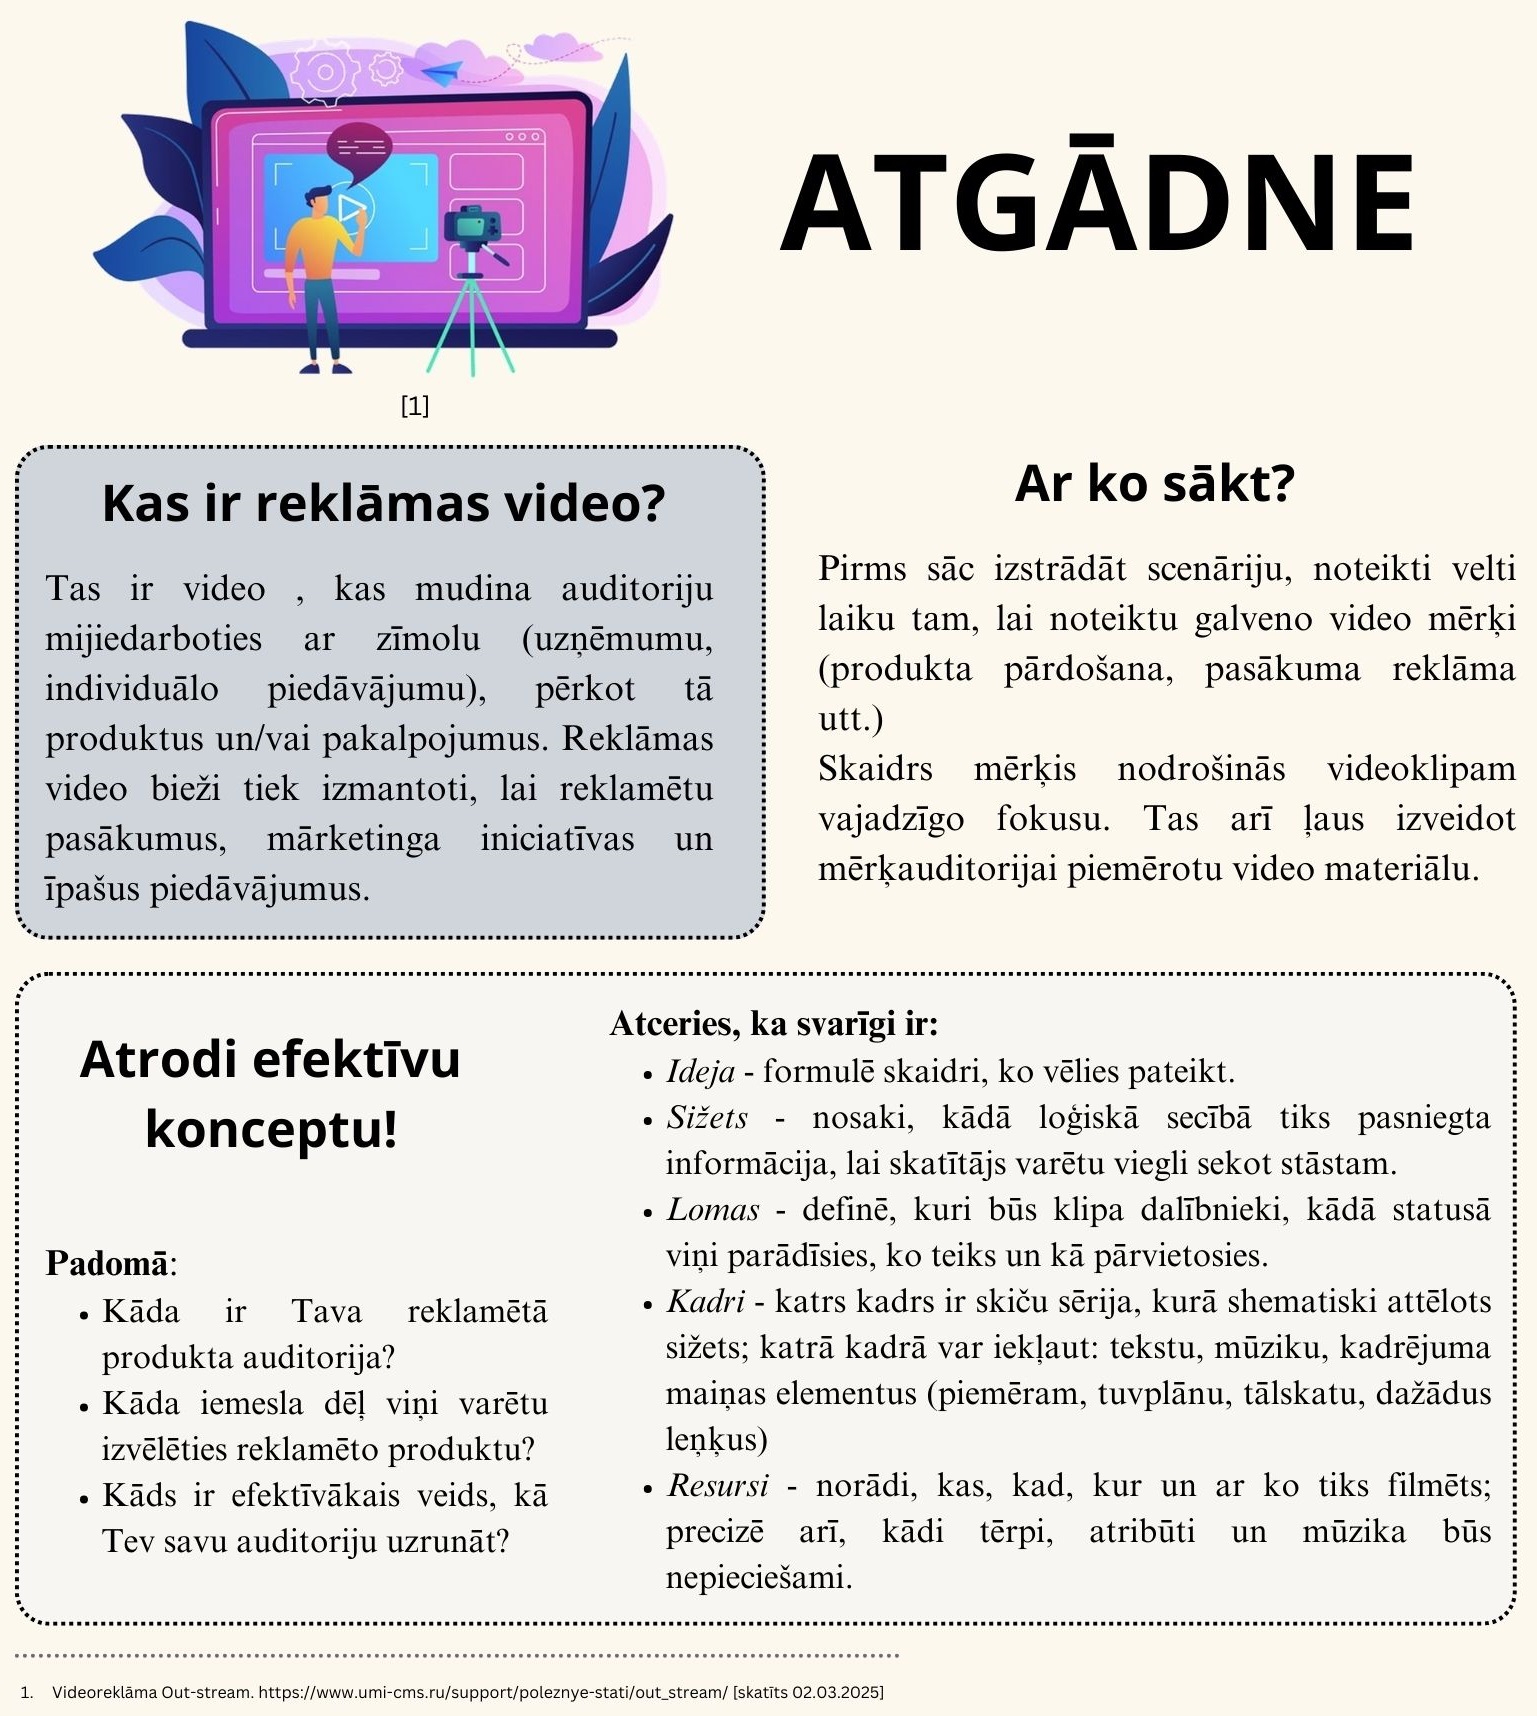 ATGĀDNE
[1]
Kas ir reklāmas video?
Tas ir video , kas mudina auditoriju
mijiedarboties ar zīmolu (uzņēmumu,
individuālo piedāvājumu), pērkot tā
produktus un/vai pakalpojumus. Reklāmas
video bieži tiek izmantoti, lai reklamētu
pasākumus, mārketinga iniciatīvas un
īpašus piedāvājumus.
Ar ko sākt?
Pirms sāc izstrādāt scenāriju, noteikti velti
laiku tam, lai noteiktu galveno video mērķi
(produkta pārdošana, pasākuma reklāma
utt.)
Skaidrs mērķis nodrošinās videoklipam
vajadzīgo fokusu. Tas arī ļaus izveidot
mērķauditorijai piemērotu video materiālu.
Atrodi efektīvu
konceptu!
Padomā:
• Kāda ir Tava reklamētā
produkta auditorija?
• Kāda iemesla dēļ viņi varētu
izvēlēties reklamēto produktu?
• Kāds ir efektīvākais veids, kā
Tev savu auditoriju uzrunāt?
Atceries, ka svarīgi ir:
• Ideja - formulē skaidri, ko vēlies pateikt.
• Sižets - nosaki, kādā loģiskā secībā tiks pasniegta
informācija, lai skatītājs varētu viegli sekot stāstam.
• Lomas - definē, kuri būs klipa dalībnieki, kādā statusā
viņi parādīsies, ko teiks un kā pārvietosies.
• Kadri - katrs kadrs ir skiču sērija, kurā shematiski attēlots
sižets; katrā kadrā var iekļaut: tekstu, mūziku, kadrējuma
maiņas elementus (piemēram, tuvplānu, tālskatu, dažādus
leņķus)
• Resursi - norādi, kas, kad, kur un ar ko tiks filmēts;
precizē arī, kādi tērpi, atribūti un mūzika būs
nepieciešami.
1. Videoreklāma Out-stream. https://www.umi-cms.ru/support/poleznye-stati/out_stream/ [skatīts 02.03.2025]